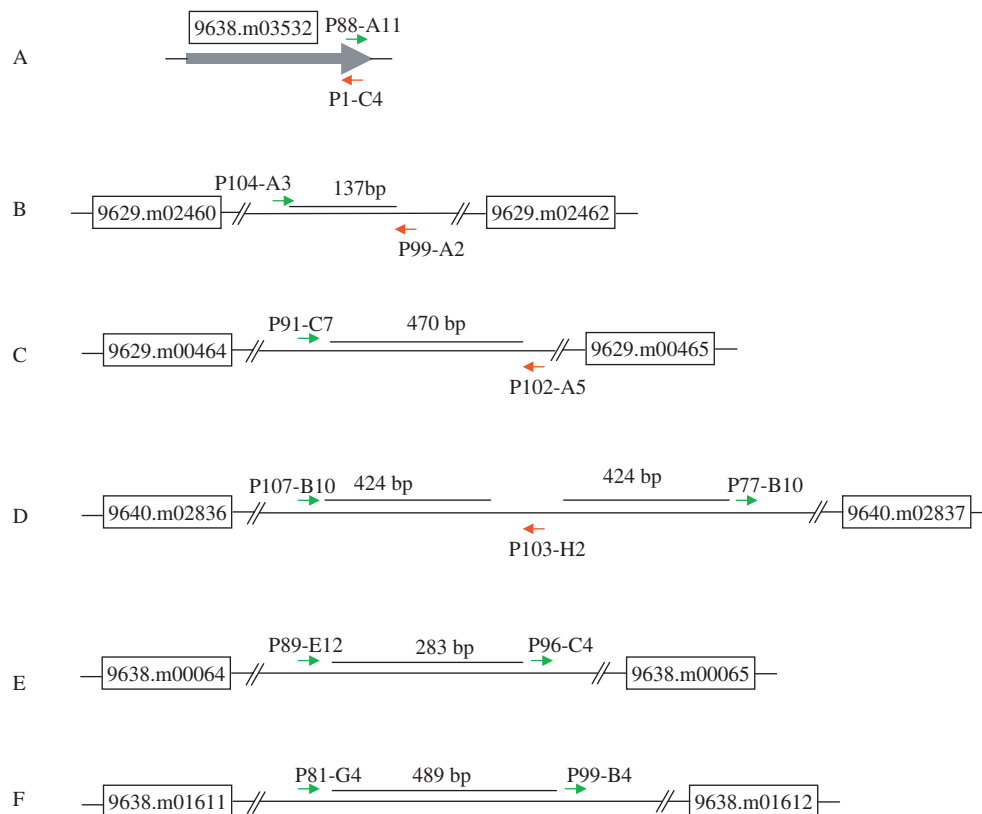 A
9638.m03532
P88-A11
P1-C4
B
P104-A3
137bp
9629.m02460
9629.m02462
P99-A2
C
P91-C7
470 bp
9629.m00464
9629.m00465
P102-A5
D
P107-B10
424 bp
424 bp
P77-B10
9640.m02836
9640.m02837
P103-H2
E
P89-E12
283 bp
P96-C4
9638.m00064
9638.m00065
F
P81-G4
489 bp
P99-B4
9638.m01611
9638.m01612